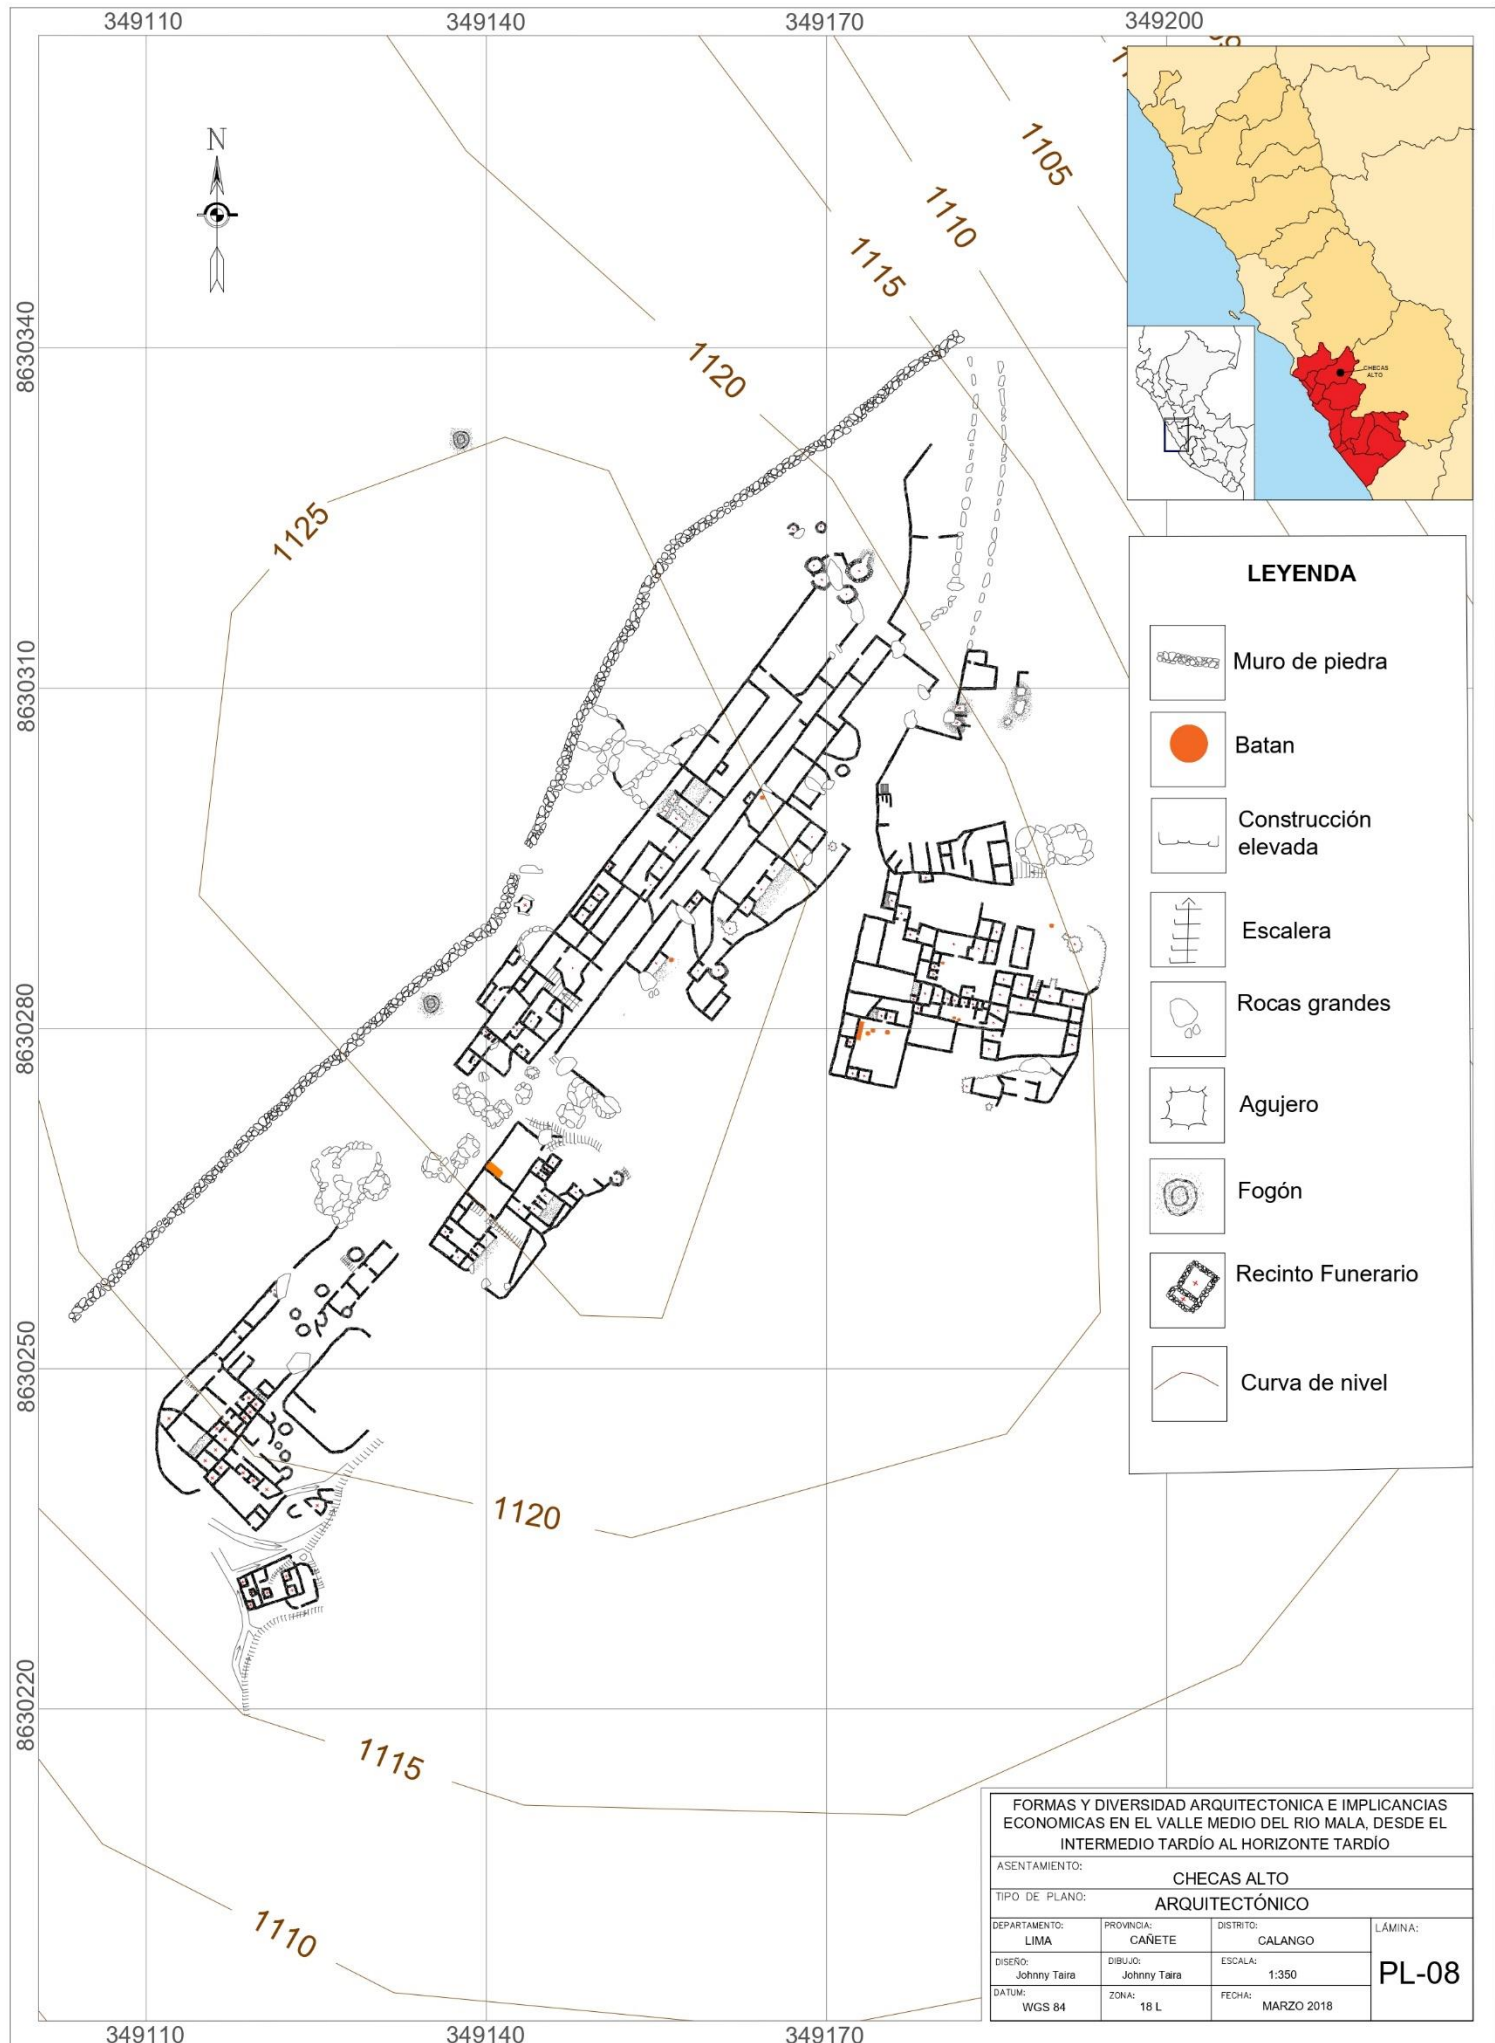 349110
349140
349170
349200
N
1105
1110
1115
1120
1125
8630340
8630310
8630280
8630250
8630220
CHECAS
ALTO
LEYENDA
Muro de piedra
Batan
Construcción
elevada
Escalera
Rocas grandes
Agujero
Fogón
Recinto Funerario
Curva de nivel
1120
1115
1110
FORMAS Y DIVERSIDAD ARQUITECTONICA E IMPLICANCIAS
ECONOMICAS EN EL VALLE MEDIO DEL RIO MALA, DESDE EL
INTERMEDIO TARDÍO AL HORIZONTE TARDÍO
ASENTAMIENTO:
CHECAS ALTO
TIPO DE PLANO:
ARQUITECTÓNICO
DEPARTAMENTO:
LIMA
PROVINCIA:
CAÑETE
DISTRITO:
CALANGO
LÁMINA:
PL-08
DISEÑO:
Johnny Taira
DIBUJO:
Johnny Taira
ESCALA:
1:350
DATUM:
WGS 84
ZONA:
18 L
FECHA:
MARZO 2018
349110
349140
349170